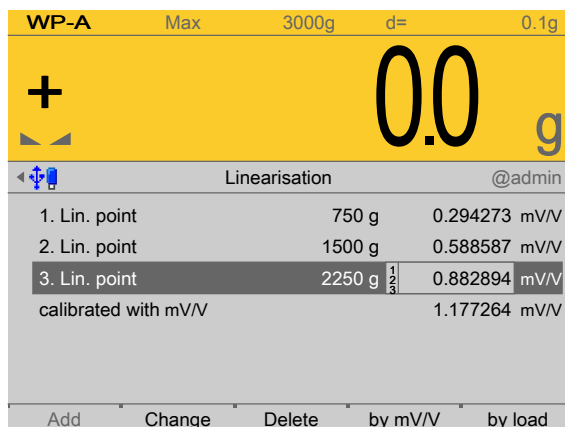 WP-A Max 3000g d= 0.1g
+ 0.0 g
Linearisation @admin
1. Lin. point 750 g 0.294273 mV/V
2. Lin. point 1500 g 0.588587 mV/V
3. Lin. point 2250 g 1 2 3 0.882894 mV/V
calibrated with mV/V 1.177264 mV/V
Add Change Delete by mV/V by load